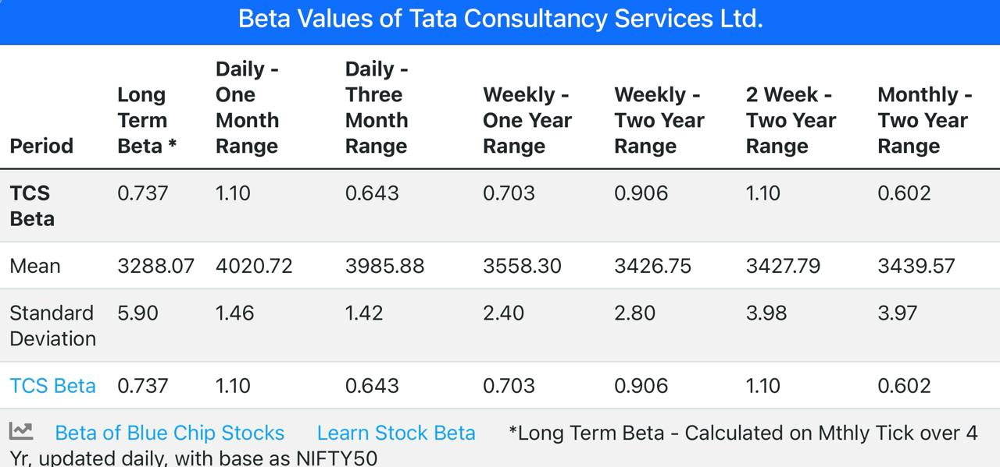 Beta Values of Tata Consultancy Services Ltd.
Period Long Term Beta * Daily - One Month Range Daily - Three Month Range Weekly - One Year Range Weekly - Two Year Range 2 Week - Two Year Range Monthly - Two Year Range
TCS Beta 0.737 1.10 0.643 0.703 0.906 1.10 0.602
Mean 3288.07 4020.72 3985.88 3558.30 3426.75 3427.79 3439.57
Standard Deviation 5.90 1.46 1.42 2.40 2.80 3.98 3.97
TCS Beta 0.737 1.10 0.643 0.703 0.906 1.10 0.602
Beta of Blue Chip Stocks Learn Stock Beta *Long Term Beta - Calculated on Mthly Tick over 4
Yr, updated daily, with base as NIFTY50